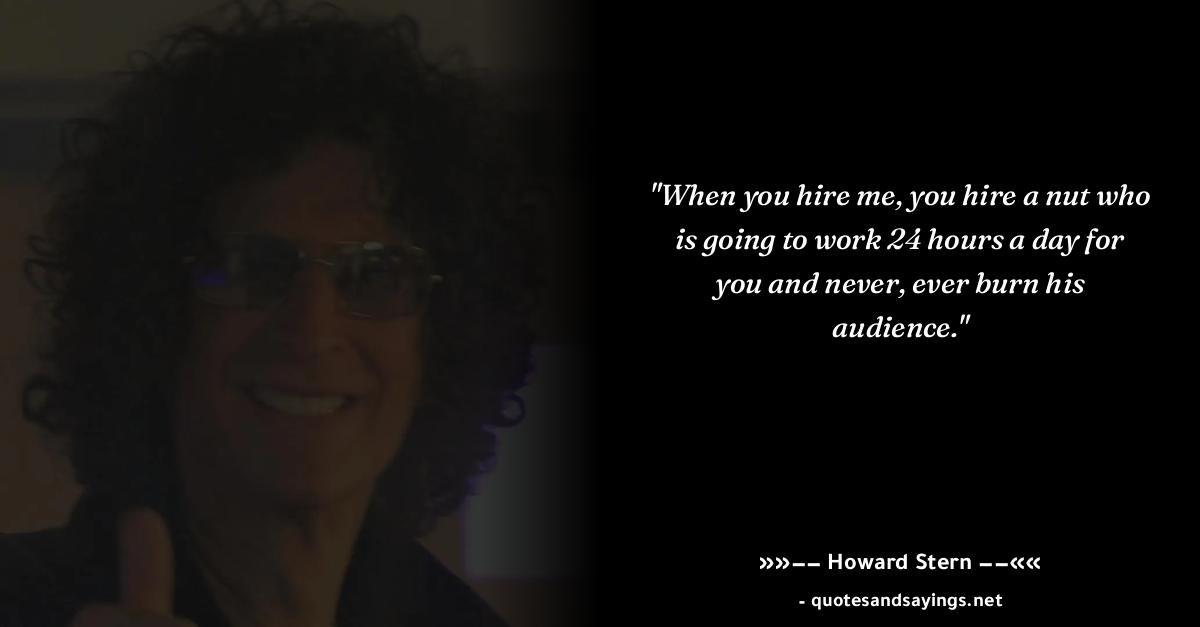 "When you hire me, you hire a nut who
is going to work 24 hours a day for
you and never, ever burn his
audience."
»»−− Howard Stern −−««
- quotesandsayings.net